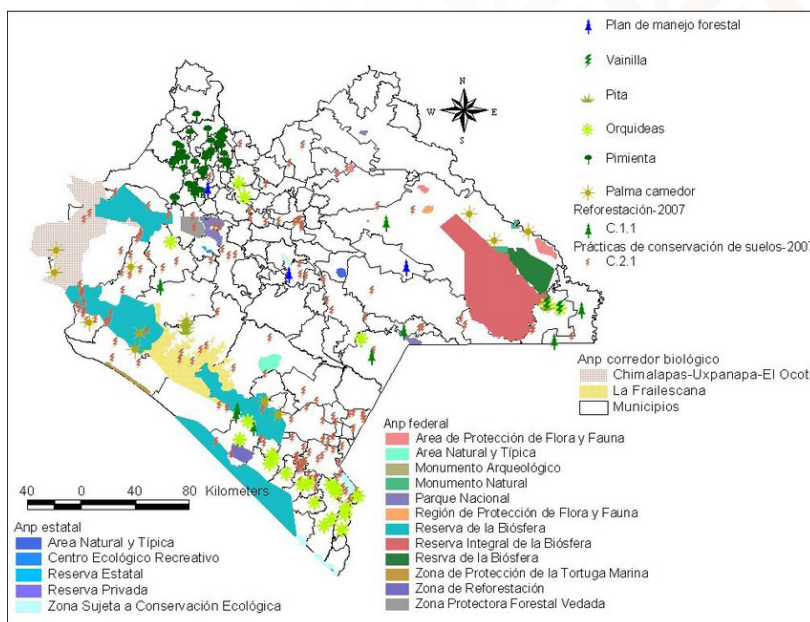 Plan de manejo forestal
Vainilla
Pita
Orquideas
Pimienta
Palma camedor
Reforestación-2007
C.1.1
Prácticas de conservación de suelos-2007
C.2.1
Anp corredor biológico
Chimalapas-Uxpanapa-El Ocote
La Frailescana
Municipios
N
W
E
S
40 0 40 80 Kilometers
Anp estatal
Area Natural y Típica
Centro Ecológico Recreativo
Reserva Estatal
Reserva Privada
Zona Sujeta a Conservación Ecológica
Anp federal
Area de Protección de Flora y Fauna
Area Natural y Típica
Monumento Arqueológico
Monumento Natural
Parque Nacional
Región de Protección de Flora y Fauna
Reserva de la Biósfera
Reserva Integral de la Biósfera
Resrva de la Biósfera
Zona de Protección de la Tortuga Marina
Zona de Reforestación
Zona Protectora Forestal Vedada